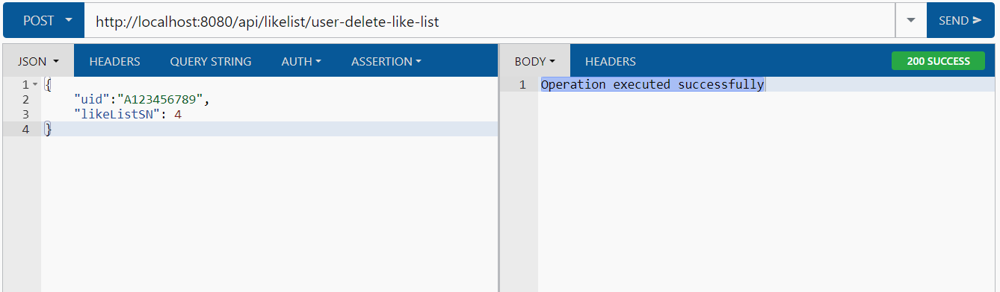 POST http://localhost:8080/api/likelist/user-delete-like-list SEND
JSON HEADERS QUERY STRING AUTH ASSERTION
1 {
2 "uid":"A123456789",
3 "likeListSN": 4
4 }
BODY HEADERS 200 SUCCESS
1 Operation executed successfully